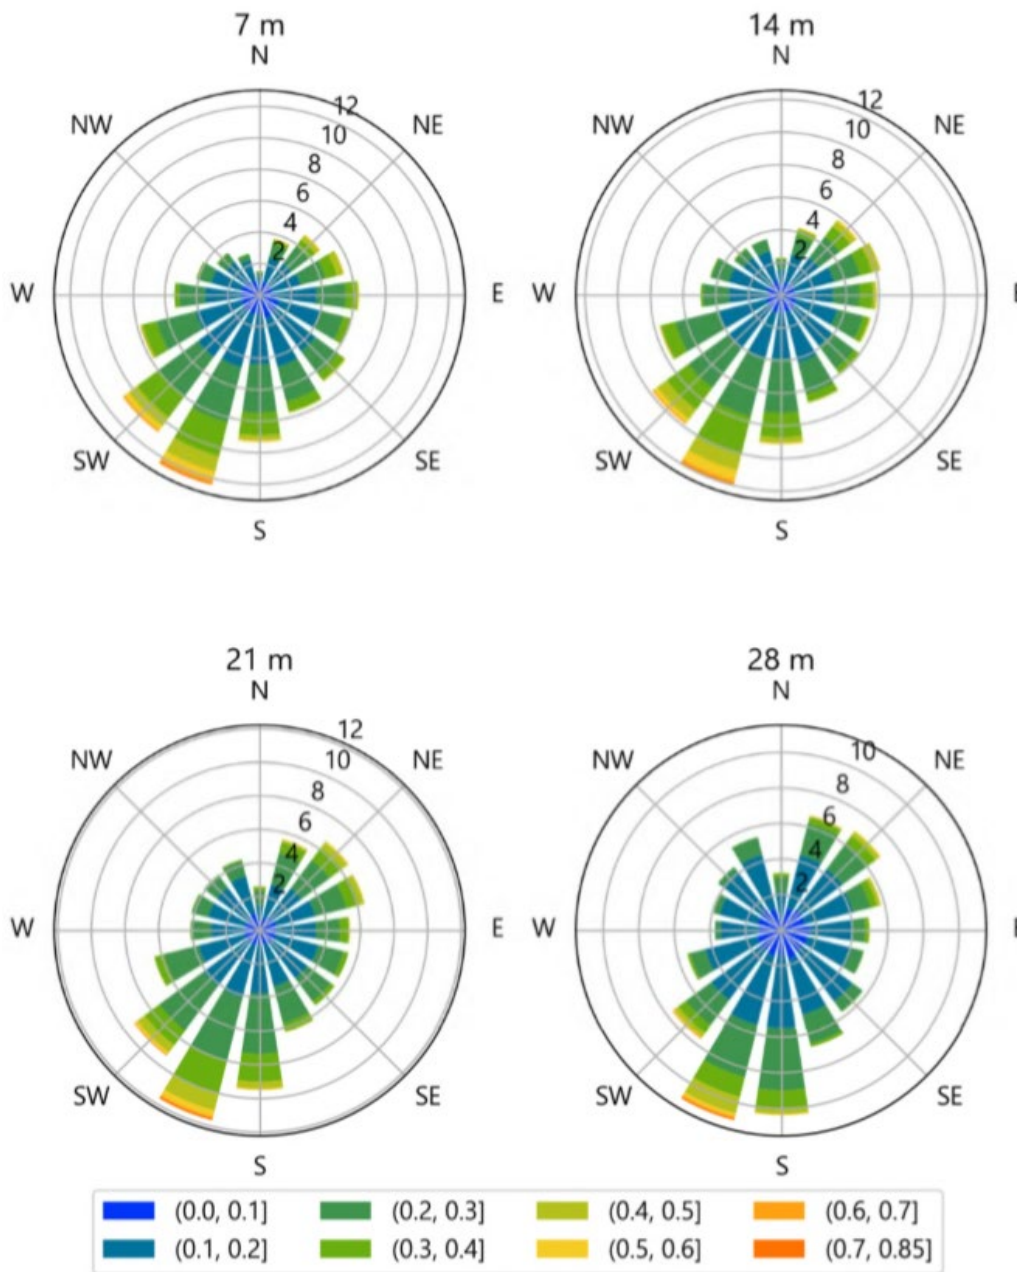 7 m
N
NW
NE
W
E
SW
SE
S
2
4
6
8
10
12
14 m
N
NW
NE
W
SW
SE
S
2
4
6
8
10
12
21 m
N
NW
NE
W
E
SW
SE
S
2
4
6
8
10
12
28 m
N
NW
NE
W
SW
SE
S
2
4
6
8
10
(0.0, 0.1] (0.2, 0.3] (0.4, 0.5] (0.6, 0.7]
(0.1, 0.2] (0.3, 0.4] (0.5, 0.6] (0.7, 0.85]